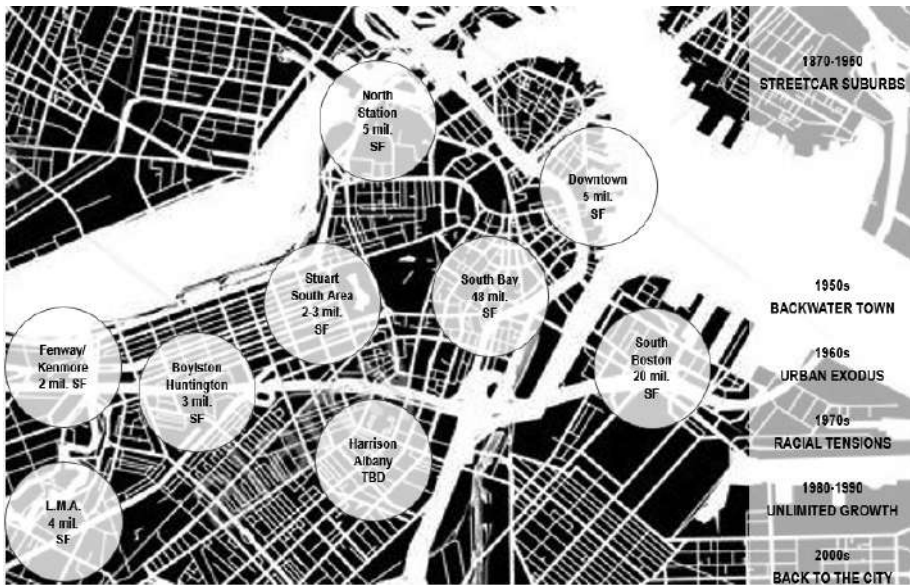 North
Station
5 mil.
SF
Downtown
5 mil.
SF
Stuart
South Area
2-3 mil.
SF
South Bay
48 mil.
SF
Fenway/
Kenmore
2 mil. SF
Boylston
Huntington
3 mil.
SF
South
Boston
20 mil.
SF
Harrison
Albany
TBD
L.M.A.
4 mil.
SF
1870-1960
STREETCAR SUBURBS
1950s
BACKWATER TOWN
1960s
URBAN EXODUS
1970s
RACIAL TENSIONS
1980-1990
UNLIMITED GROWTH
2000s
BACK TO THE CITY